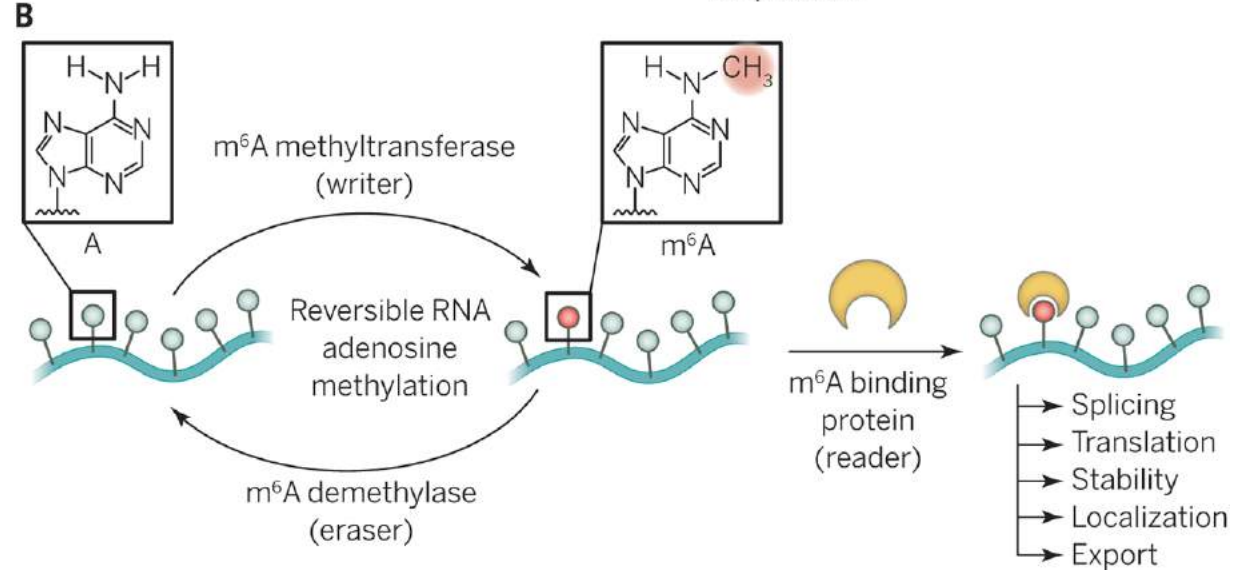 B
H
H
N
N
N
N
N
A
m⁶A methyltransferase
(writer)
H
CH₃
N
N
N
N
N
m⁶A
Reversible RNA
adenosine
methylation
m⁶A demethylase
(eraser)
m⁶A binding
protein
(reader)
Splicing
Translation
Stability
Localization
Export